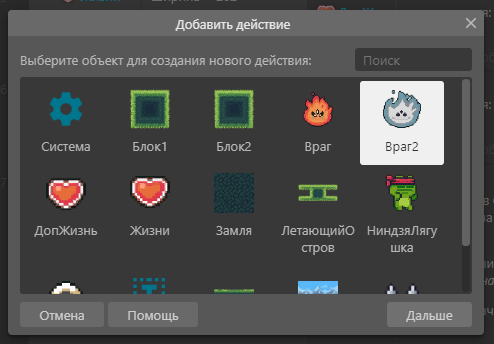 Добавить действие
Выберите объект для создания нового действия:
Поиск
Система
Блок1
Блок2
Враг
Враг2
ДопЖизнь
Жизни
Замля
ЛетающийО
стров
НиндзяЛягу
шка
Отмена
Помощь
Дальше